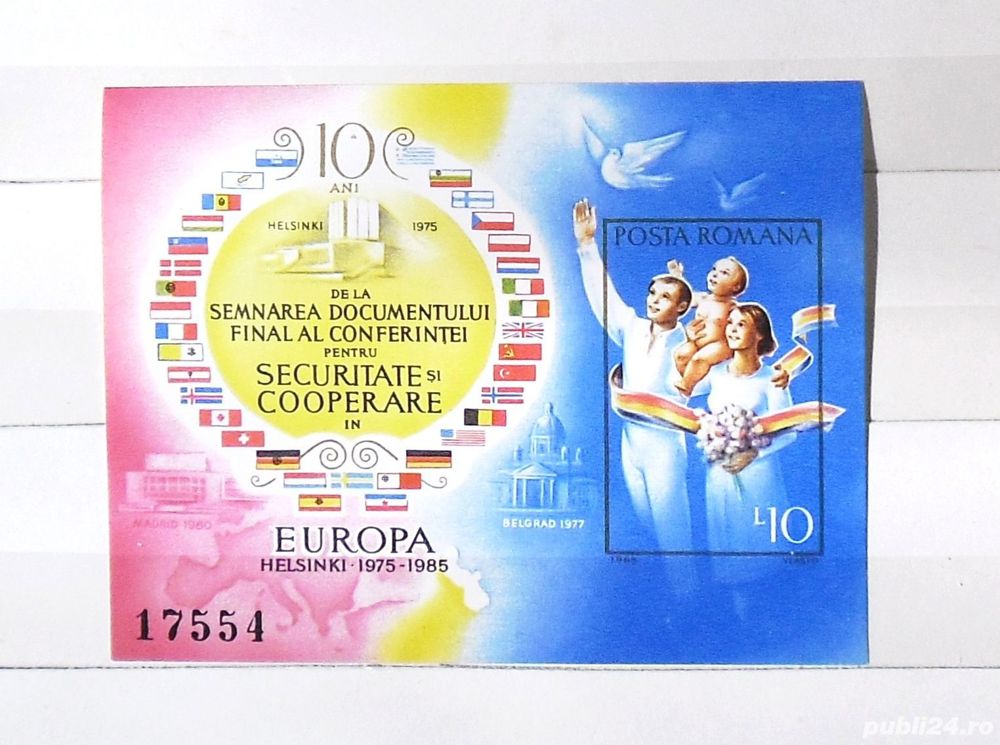 10
ANI
HELSINKI 1975
DE LA
SEMNAREA DOCUMENTULUI
FINAL AL CONFERINȚEI
PENTRU
SECURITATE ȘI
COOPERARE
IN
EUROPA
HELSINKI · 1975-1985
MADRID 1980
BELGRAD 1977
17554
POSTA ROMANA
L10
1985
publi24.ro